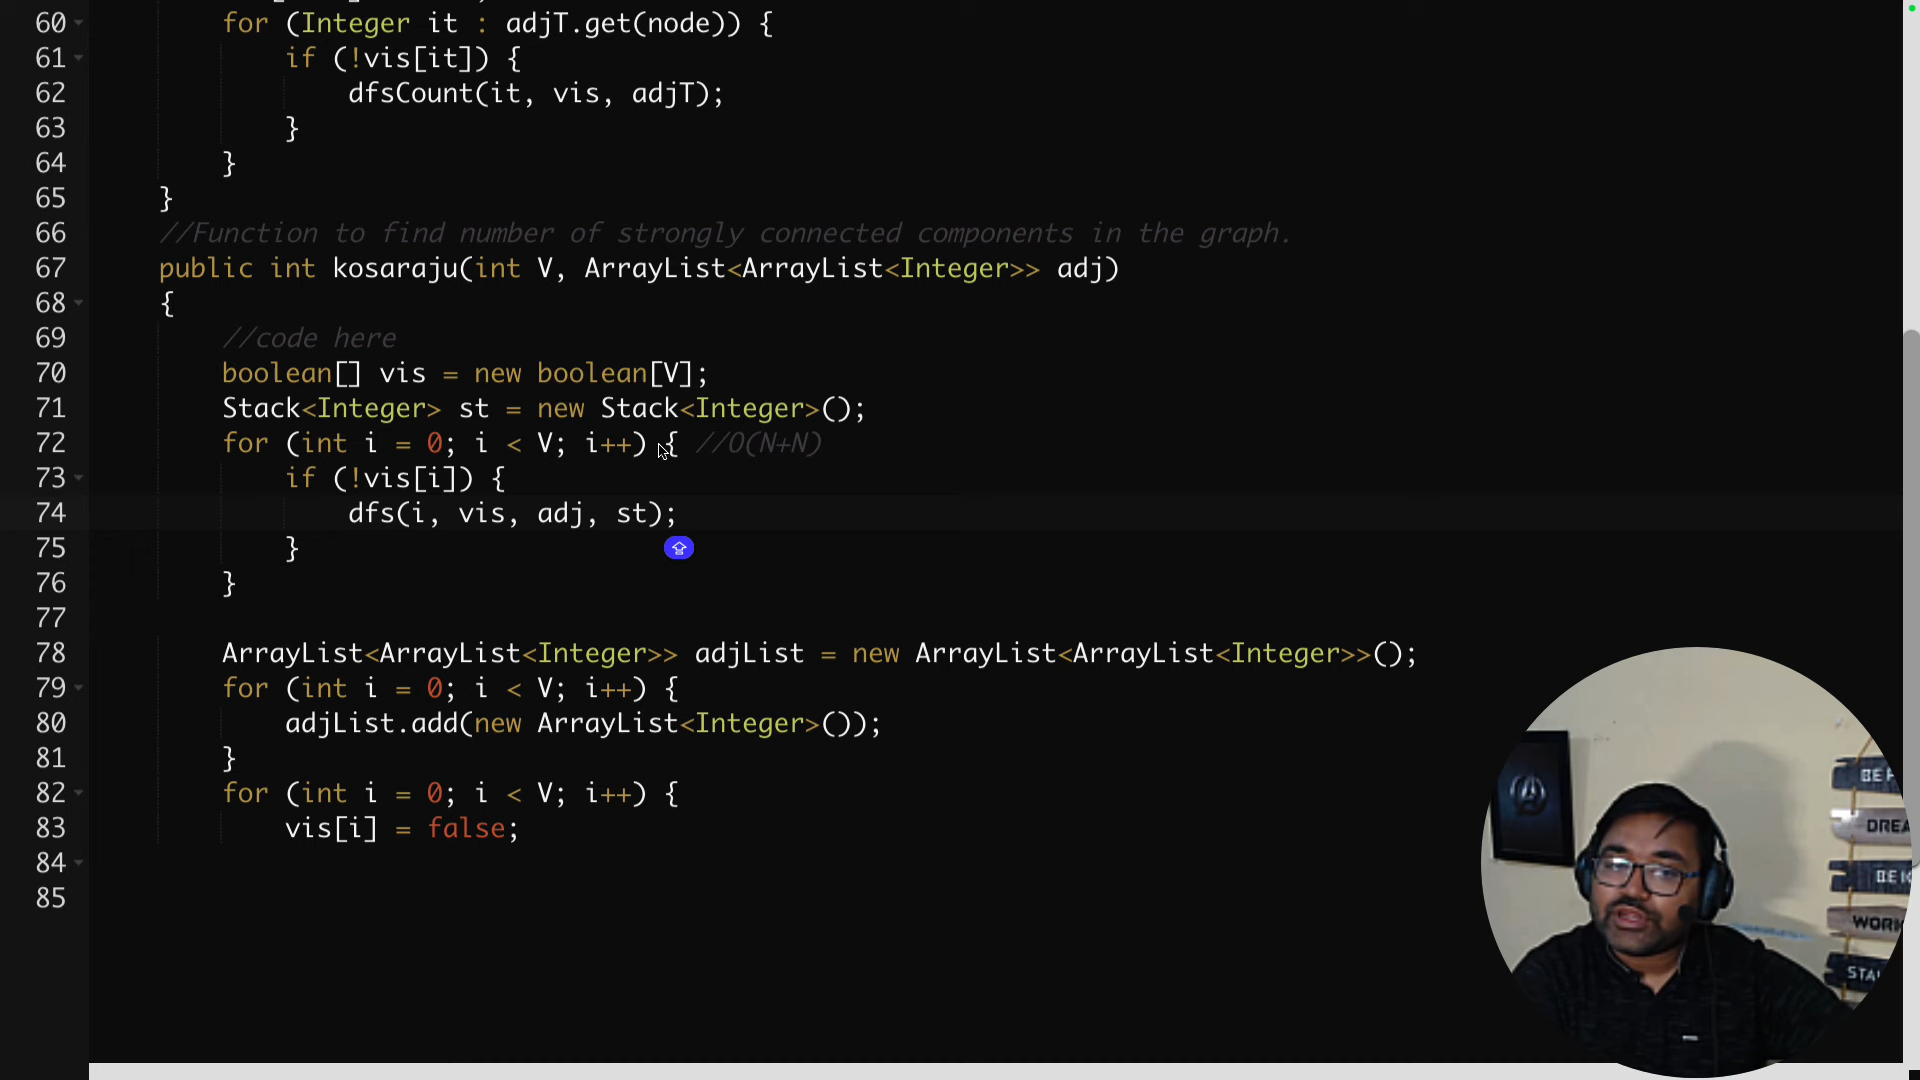 60 for (Integer it : adjT.get(node)) {
61 if (!vis[it]) {
62 dfsCount(it, vis, adjT);
63 }
64 }
65 }
66 //Function to find number of strongly connected components in the graph.
67 public int kosaraju(int V, ArrayList<ArrayList<Integer>> adj)
68 {
69 //code here
70 boolean[] vis = new boolean[V];
71 Stack<Integer> st = new Stack<Integer>();
72 for (int i = 0; i < V; i++) { //O(N+N)
73 if (!vis[i]) {
74 dfs(i, vis, adj, st);
75 }
76 }
77
78 ArrayList<ArrayList<Integer>> adjList = new ArrayList<ArrayList<Integer>>();
79 for (int i = 0; i < V; i++) {
80 adjList.add(new ArrayList<Integer>());
81 }
82 for (int i = 0; i < V; i++) {
83 vis[i] = false;
84
85
BE
DREA
BE
WORK
STA